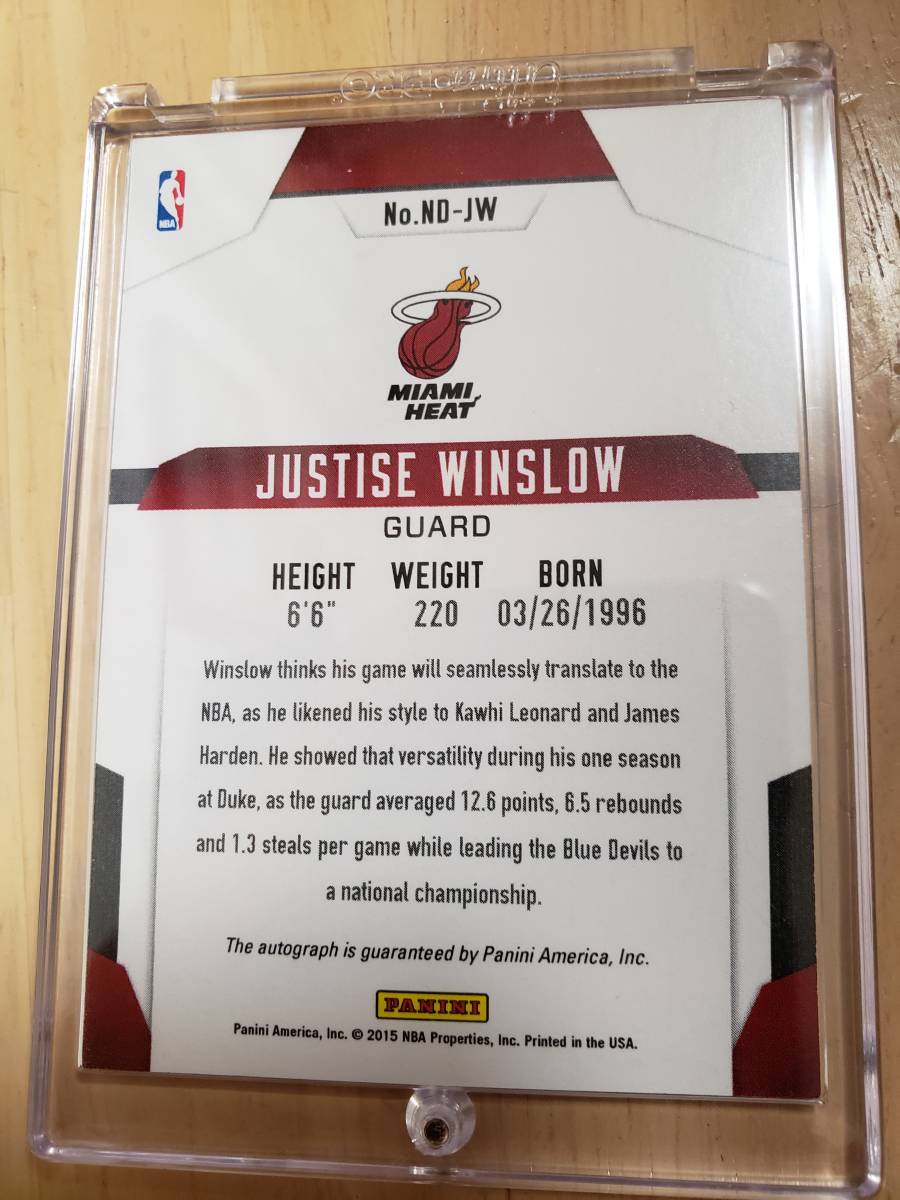 ultra·PRO
NBA
No.ND-JW
MIAMI
HEAT
JUSTISE WINSLOW
GUARD
HEIGHT WEIGHT BORN
6'6" 220 03/26/1996
Winslow thinks his game will seamlessly translate to the
NBA, as he likened his style to Kawhi Leonard and James
Harden. He showed that versatility during his one season
at Duke, as the guard averaged 12.6 points, 6.5 rebounds
and 1.3 steals per game while leading the Blue Devils to
a national championship.
The autograph is guaranteed by Panini America, Inc.
PANINI
Panini America, Inc. © 2015 NBA Properties, Inc. Printed in the USA.